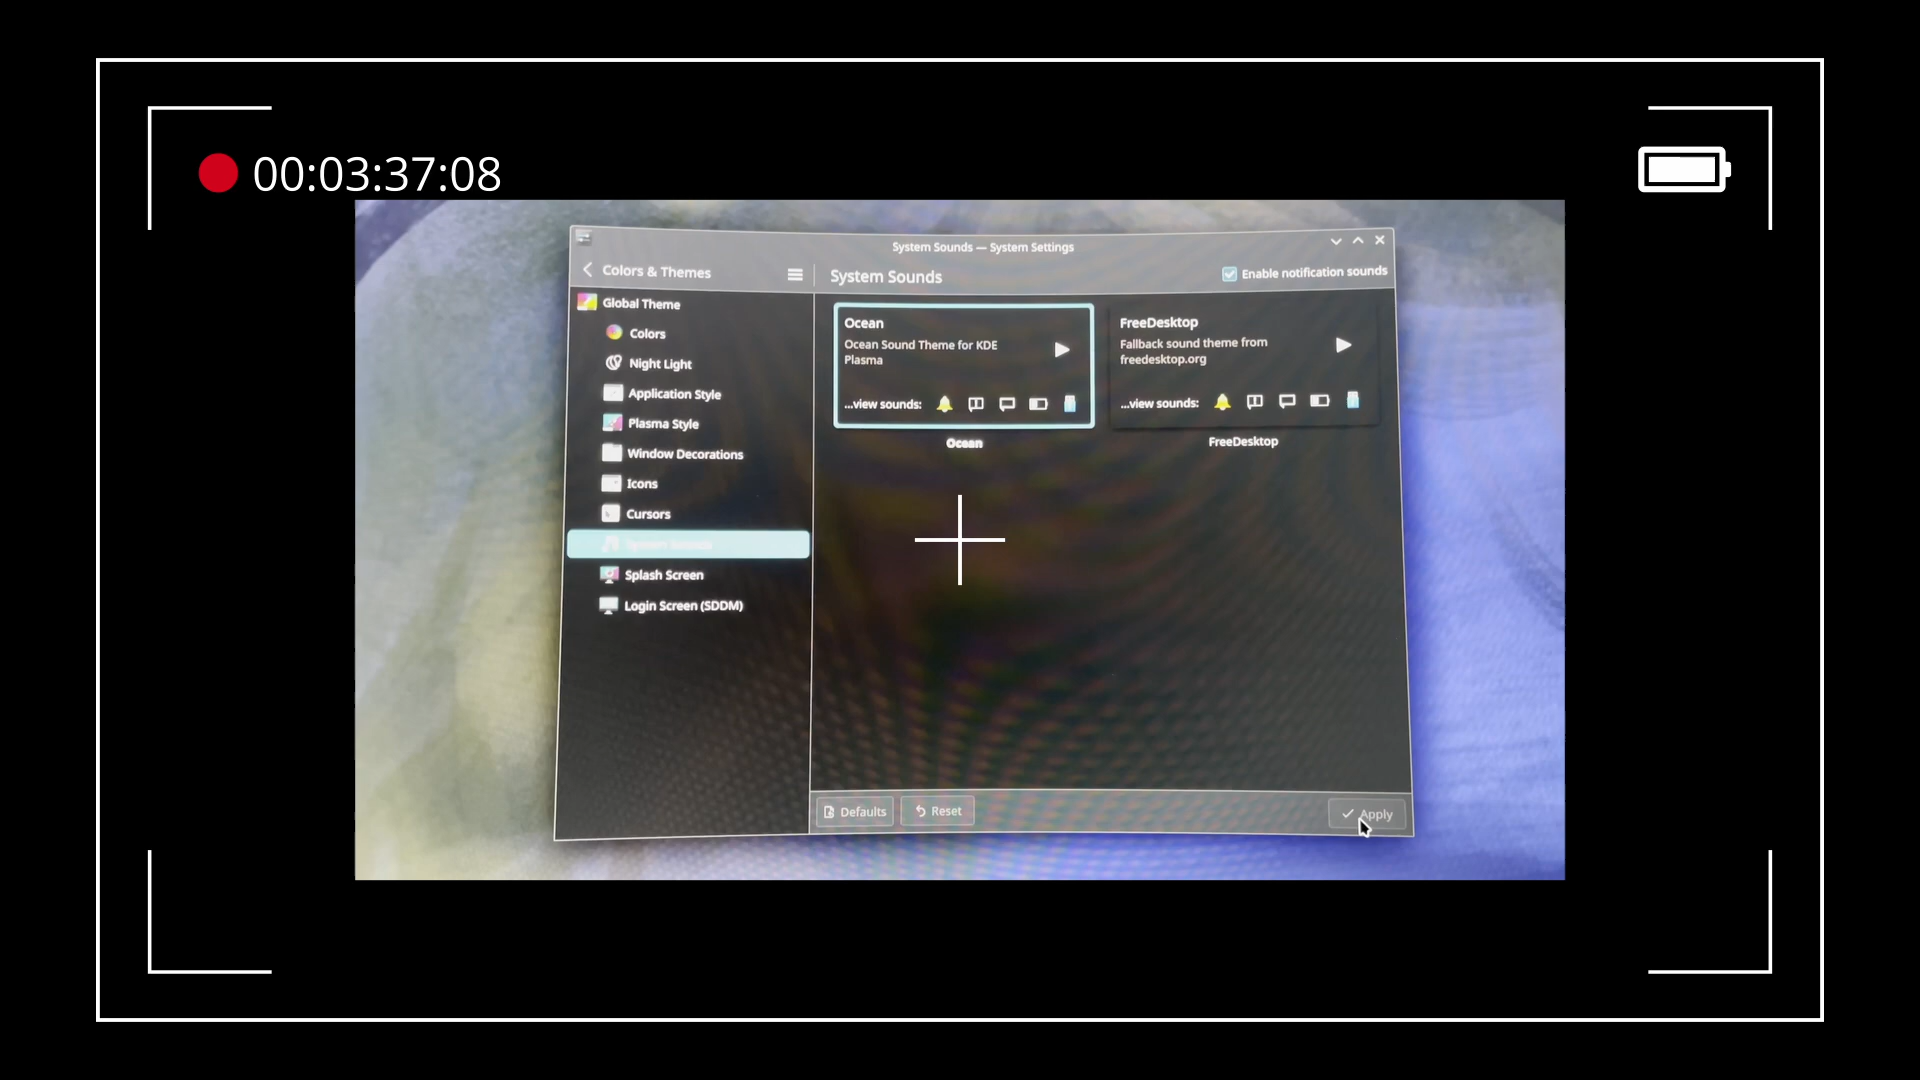 00:03:37:08
System Sounds — System Settings
Colors & Themes
System Sounds
Enable notification sounds
Global Theme
Colors
Night Light
Application Style
Plasma Style
Window Decorations
Icons
Cursors
System Sounds
Splash Screen
Login Screen (SDDM)
Ocean
Ocean Sound Theme for KDE
Plasma
...view sounds:
Ocean
FreeDesktop
Fallback sound theme from
freedesktop.org
...view sounds:
FreeDesktop
Defaults
Reset
Apply